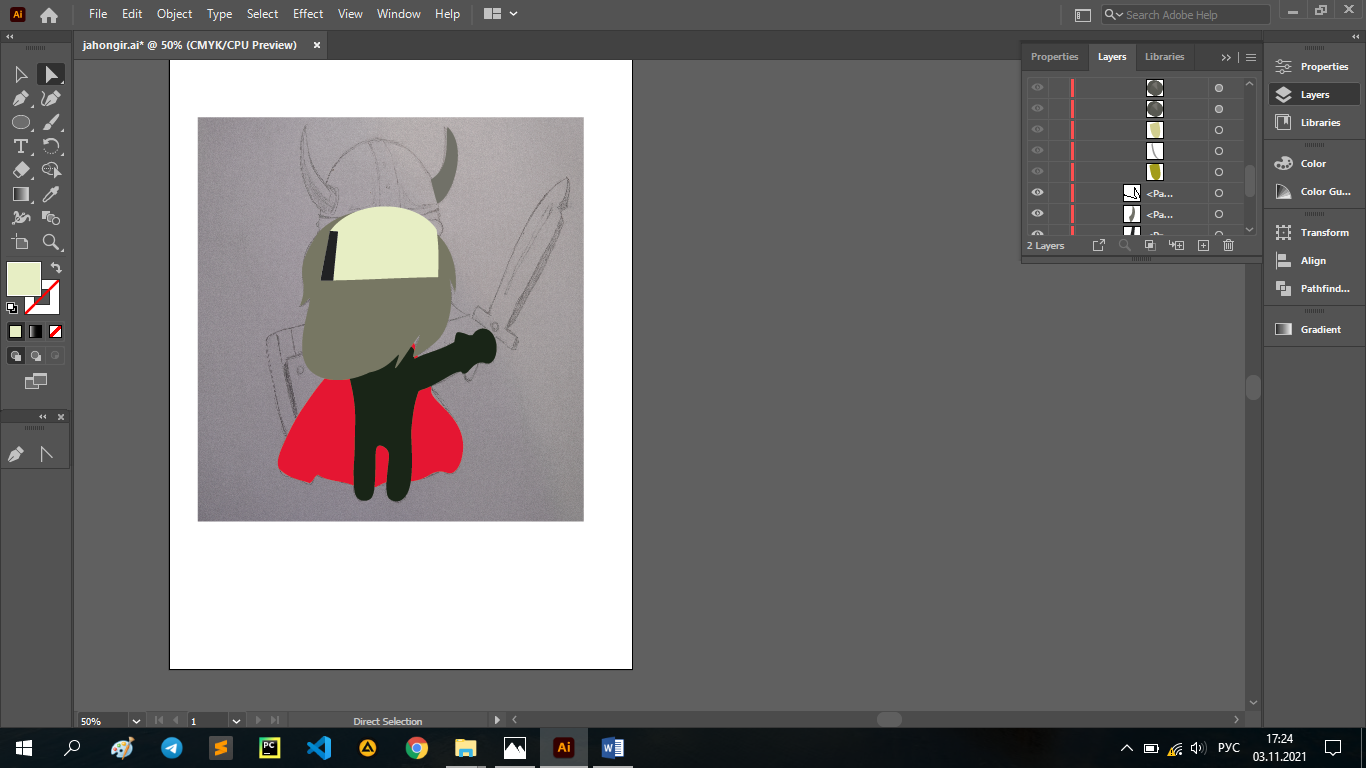 Ai File Edit Object Type Select Effect View Window Help Search Adobe Help
jahongir.ai* @ 50% (CMYK/CPU Preview)
Properties Layers Libraries
<Pa...
<Pa...
2 Layers
Properties
Layers
Libraries
Color
Color Gu...
Transform
Align
Pathfind...
Gradient
50% 1 Direct Selection
PC Ai W РУС 17:24
03.11.2021